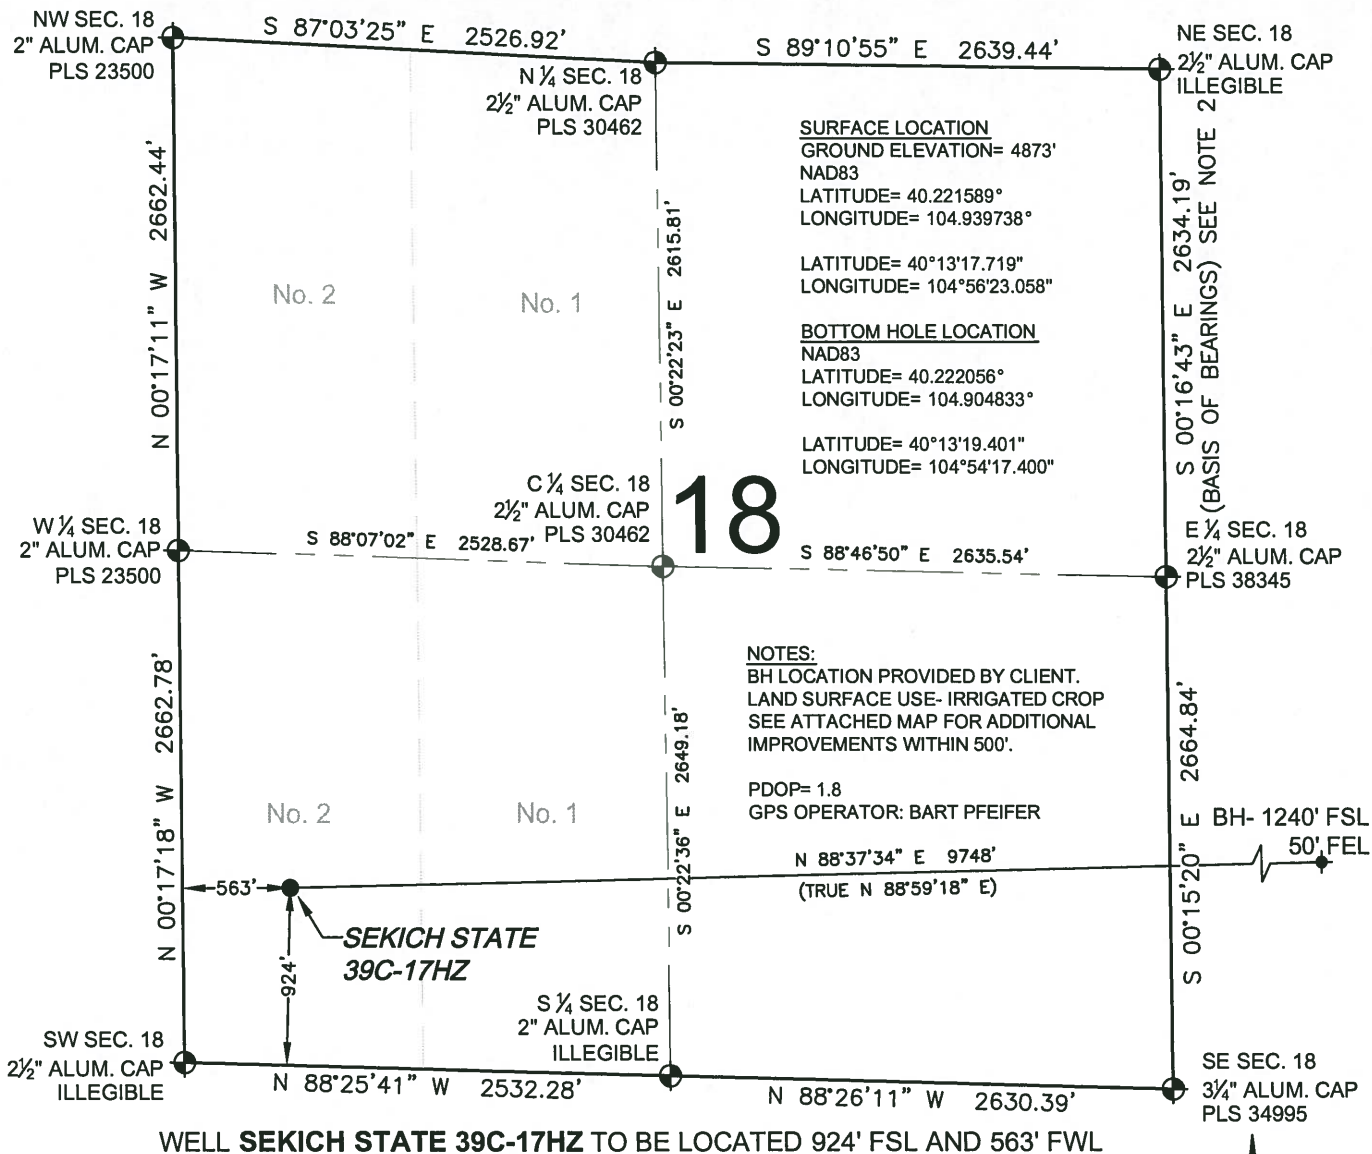 NW SEC. 18
2" ALUM. CAP
PLS 23500
S 87°03'25" E 2526.92'
N ¼ SEC. 18
2½" ALUM. CAP
PLS 30462
S 89°10'55" E 2639.44'
NE SEC. 18
2½" ALUM. CAP
ILLEGIBLE
N 00°17'11" W 2662.44'
No. 2
No. 1
S 00°22'23" E 2615.81'
SURFACE LOCATION
GROUND ELEVATION= 4873'
NAD83
LATITUDE= 40.221589°
LONGITUDE= 104.939738°
LATITUDE= 40°13'17.719"
LONGITUDE= 104°56'23.058"
BOTTOM HOLE LOCATION
NAD83
LATITUDE= 40.222056°
LONGITUDE= 104.904833°
LATITUDE= 40°13'19.401"
LONGITUDE= 104°54'17.400"
S 00°16'43" E 2634.19'
(BASIS OF BEARINGS) SEE NOTE 2
W ¼ SEC. 18
2" ALUM. CAP
PLS 23500
S 88°07'02" E 2528.67'
C ¼ SEC. 18
2½" ALUM. CAP
PLS 30462
18
S 88°46'50" E 2635.54'
E ¼ SEC. 18
2½" ALUM. CAP
PLS 38345
N 00°17'18" W 2662.78'
No. 2
No. 1
S 00°22'36" E 2649.18'
NOTES:
BH LOCATION PROVIDED BY CLIENT.
LAND SURFACE USE- IRRIGATED CROP
SEE ATTACHED MAP FOR ADDITIONAL
IMPROVEMENTS WITHIN 500'.
PDOP= 1.8
GPS OPERATOR: BART PFEIFER
S 00°15'20" E 2664.84'
BH- 1240' FSL
50' FEL
N 88°37'34" E 9748'
(TRUE N 88°59'18" E)
563'
924'
SEKICH STATE
39C-17HZ
SW SEC. 18
2½" ALUM. CAP
ILLEGIBLE
N 88°25'41" W 2532.28'
S ¼ SEC. 18
2" ALUM. CAP
ILLEGIBLE
N 88°26'11" W 2630.39'
SE SEC. 18
3¼" ALUM. CAP
PLS 34995
WELL SEKICH STATE 39C-17HZ TO BE LOCATED 924' FSL AND 563' FWL